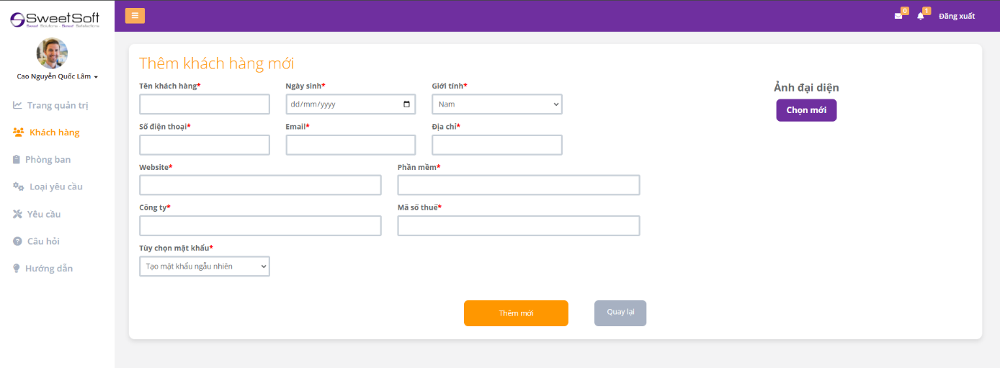 SweetSoft
Sweet Solutions - Sweet Satisfactions
Cao Nguyễn Quốc Lâm
Trang quản trị
Khách hàng
Phòng ban
Loại yêu cầu
Yêu cầu
Câu hỏi
Hướng dẫn
0 1 Đăng xuất
Thêm khách hàng mới
Tên khách hàng* Ngày sinh* Giới tính*
dd/mm/yyyy Nam
Số điện thoại* Email* Địa chỉ*
Website* Phần mềm*
Công ty* Mã số thuế*
Tùy chọn mật khẩu*
Tạo mật khẩu ngẫu nhiên
Ảnh đại diện
Chọn mới
Thêm mới Quay lại